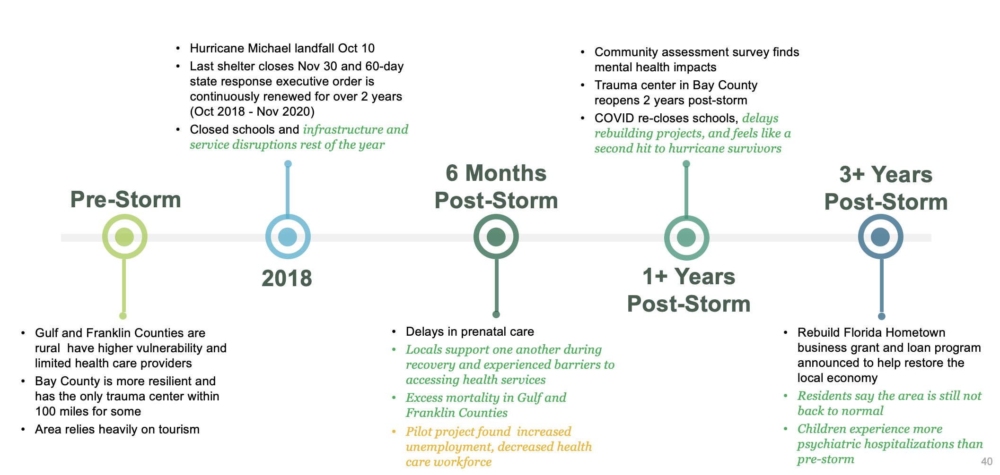 • Hurricane Michael landfall Oct 10
• Last shelter closes Nov 30 and 60-day
state response executive order is
continuously renewed for over 2 years
(Oct 2018 - Nov 2020)
• Closed schools and infrastructure and
service disruptions rest of the year
• Community assessment survey finds
mental health impacts
• Trauma center in Bay County
reopens 2 years post-storm
• COVID re-closes schools, delays
rebuilding projects, and feels like a
second hit to hurricane survivors
Pre-Storm
2018
6 Months
Post-Storm
1+ Years
Post-Storm
3+ Years
Post-Storm
• Gulf and Franklin Counties are
rural  have higher vulnerability and
limited health care providers
• Bay County is more resilient and
has the only trauma center within
100 miles for some
• Area relies heavily on tourism
• Delays in prenatal care
• Locals support one another during
recovery and experienced barriers to
accessing health services
• Excess mortality in Gulf and
Franklin Counties
• Pilot project found  increased
unemployment, decreased health
care workforce
• Rebuild Florida Hometown
business grant and loan program
announced to help restore the
local economy
• Residents say the area is still not
back to normal
• Children experience more
psychiatric hospitalizations than
pre-storm
40